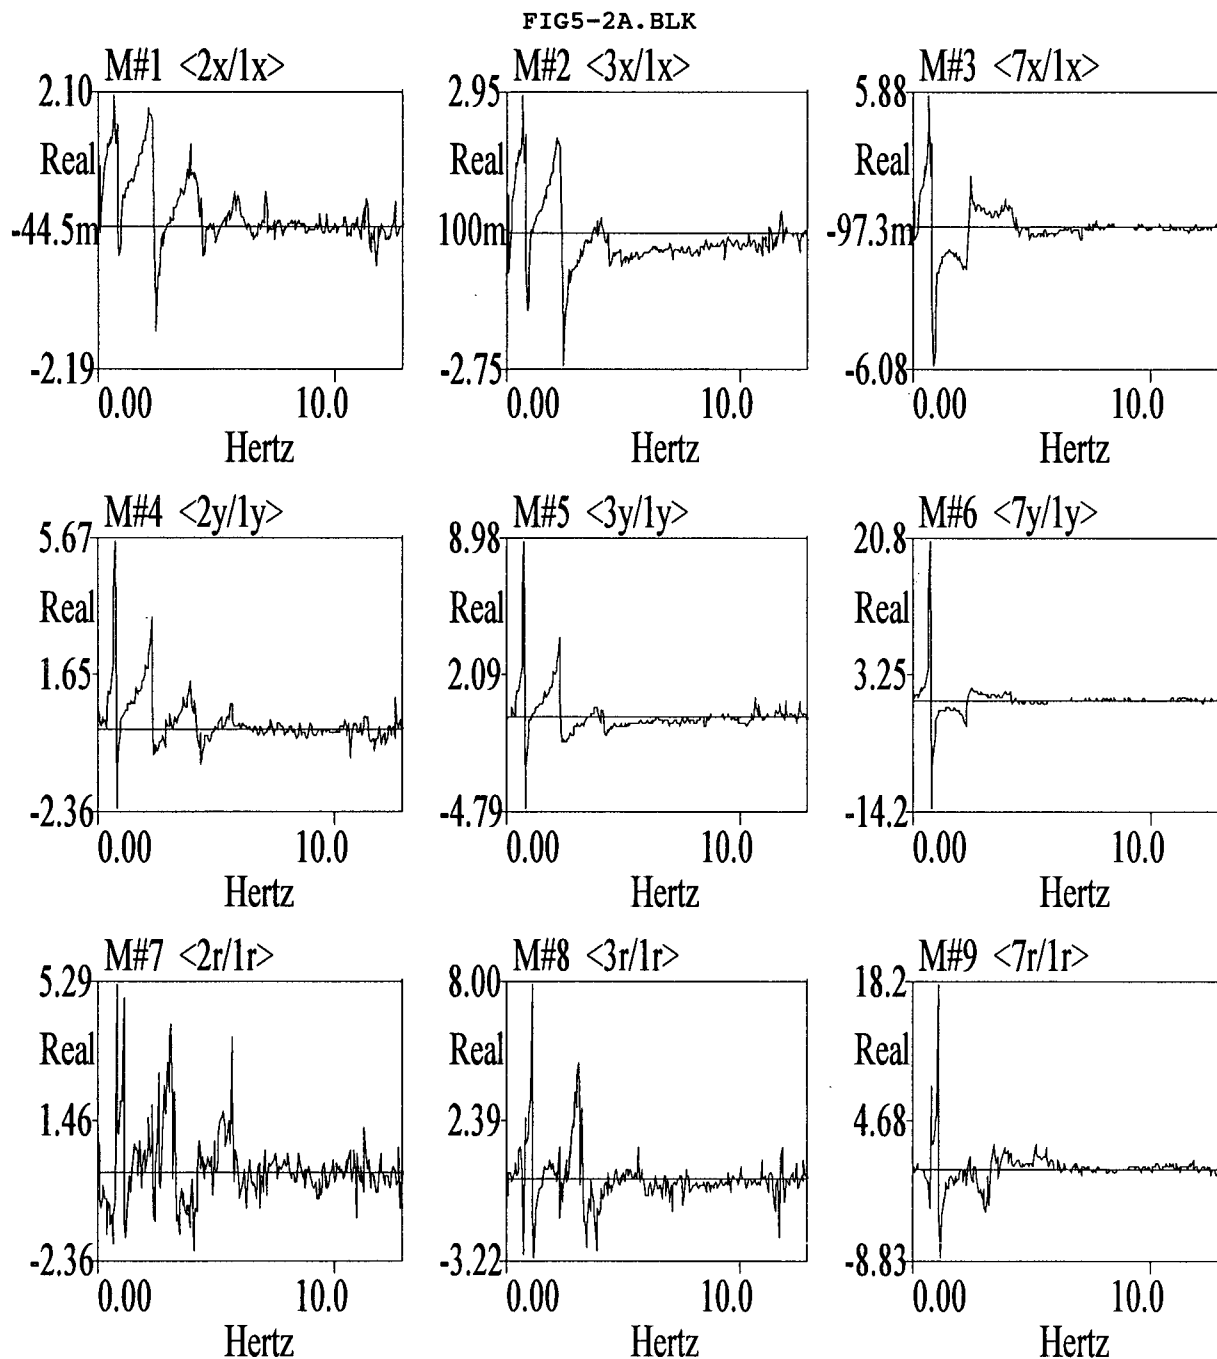 FIG5-2A.BLK
M#1 <2x/1x>
2.10
Real
-44.5m
-2.19
0.00 10.0
Hertz
M#2 <3x/1x>
2.95
Real
100m
-2.75
0.00 10.0
Hertz
M#3 <7x/1x>
5.88
Real
-97.3m
-6.08
0.00 10.0
Hertz
M#4 <2y/1y>
5.67
Real
1.65
-2.36
0.00 10.0
Hertz
M#5 <3y/1y>
8.98
Real
2.09
-4.79
0.00 10.0
Hertz
M#6 <7y/1y>
20.8
Real
3.25
-14.2
0.00 10.0
Hertz
M#7 <2r/1r>
5.29
Real
1.46
-2.36
0.00 10.0
Hertz
M#8 <3r/1r>
8.00
Real
2.39
-3.22
0.00 10.0
Hertz
M#9 <7r/1r>
18.2
Real
4.68
-8.83
0.00 10.0
Hertz